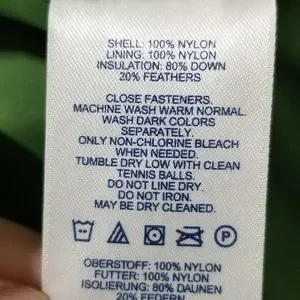 SHELL: 100% NYLON
LINING: 100% NYLON
INSULATION: 80% DOWN
20% FEATHERS
CLOSE FASTENERS.
MACHINE WASH WARM NORMAL.
WASH DARK COLORS
SEPARATELY.
ONLY NON-CHLORINE BLEACH
WHEN NEEDED.
TUMBLE DRY LOW WITH CLEAN
TENNIS BALLS.
DO NOT LINE DRY.
DO NOT IRON.
MAY BE DRY CLEANED.
P
OBERSTOFF: 100% NYLON
FUTTER: 100% NYLON
ISOLIERUNG: 80% DAUNEN
20% FEDERN